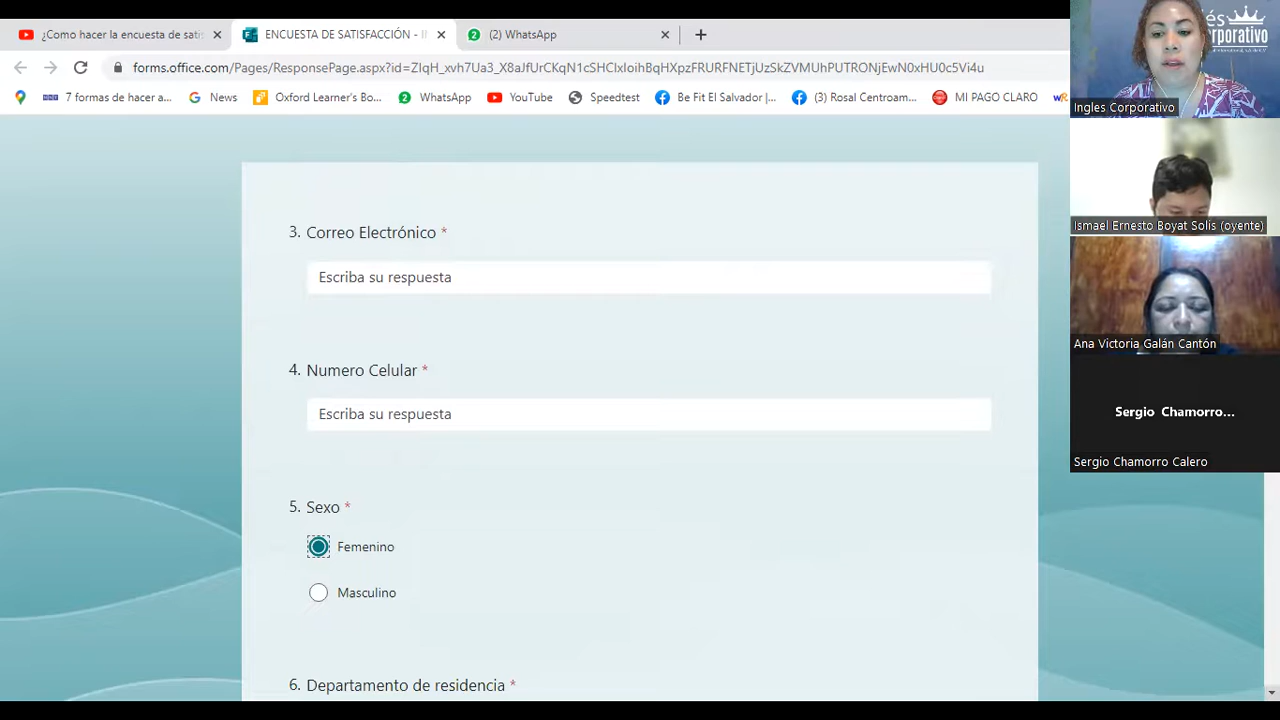 ¿Como hacer la encuesta de sati
ENCUESTA DE SATISFACCIÓN - I
(2) WhatsApp
forms.office.com/Pages/ResponsePage.aspx?id=
7 formas de hacer a...
News
Oxford Learner's Bo...
2
WhatsApp
YouTube
Speedtest
Be Fit El Salvador |...
(3) Rosal Centroam...
MI PAGO CLARO
3. Correo Electrónico *
Escriba su respuesta
4. Numero Celular *
Escriba su respuesta
5. Sexo *
Femenino
Masculino
6. Departamento de residencia *
és
orporativo
Ingles Corporativo
Ismael Ernesto Boyat Solis (oyente)
Ana Victoria Galán Cantón
Sergio Chamorro...
Sergio Chamorro Calero